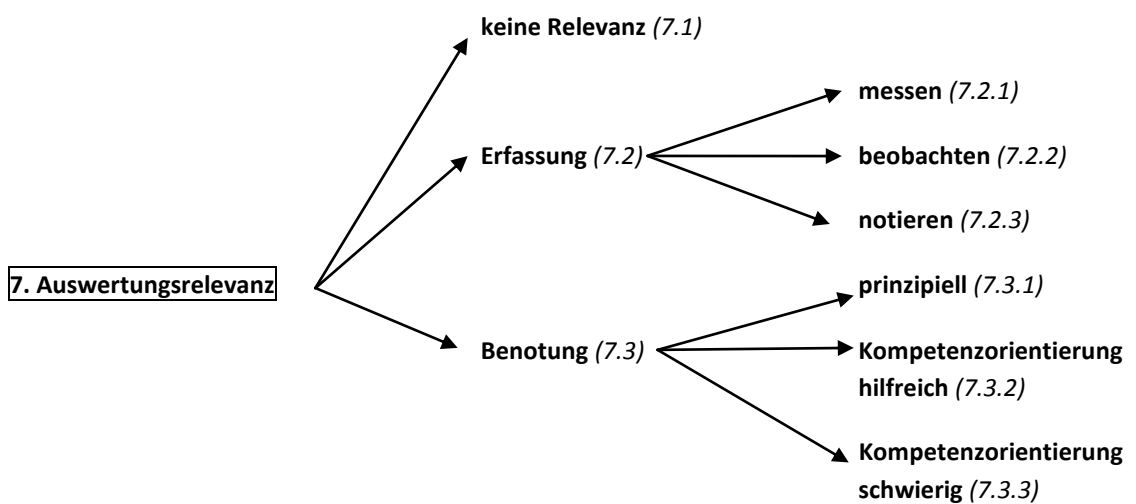 keine Relevanz (7.1)
messen (7.2.1)
Erfassung (7.2)
beobachten (7.2.2)
notieren (7.2.3)
7. Auswertungsrelevanz
prinzipiell (7.3.1)
Benotung (7.3)
Kompetenzorientierung
hilfreich (7.3.2)
Kompetenzorientierung
schwierig (7.3.3)